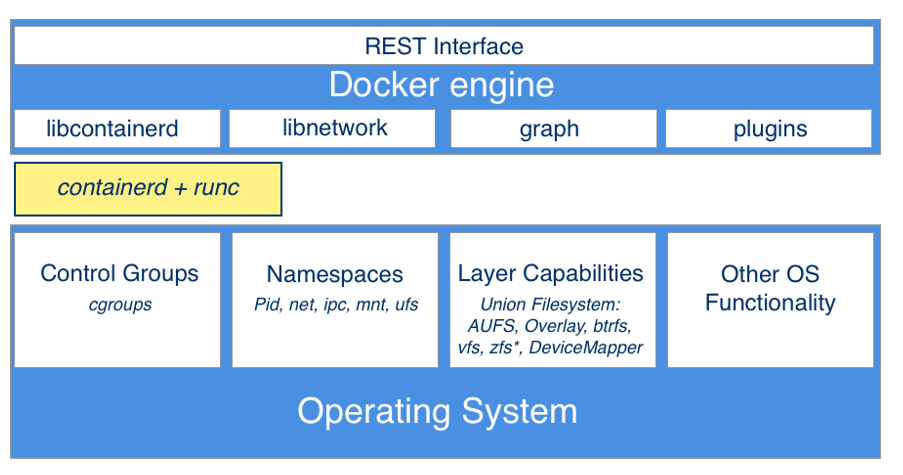 REST Interface
Docker engine
libcontainerd
libnetwork
graph
plugins
containerd + runc
Control Groups
cgroups
Namespaces
Pid, net, ipc, mnt, ufs
Layer Capabilities
Union Filesystem:
AUFS, Overlay, btrfs,
vfs, zfs*, DeviceMapper
Other OS
Functionality
Operating System